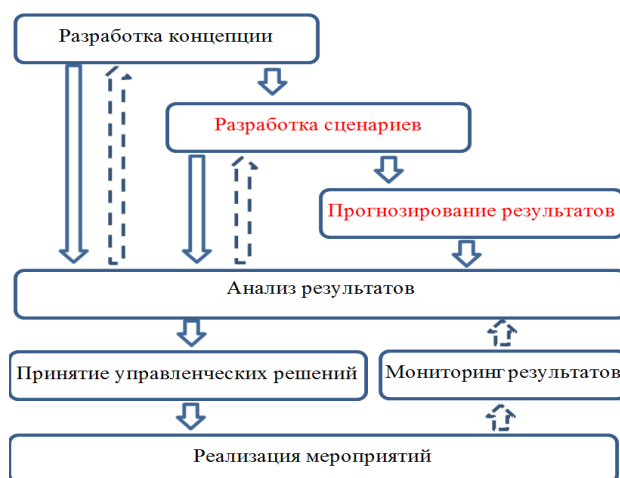 Разработка концепции
Разработка сценариев
Прогнозирование результатов
Анализ результатов
Принятие управленческих решений
Мониторинг результатов
Реализация мероприятий